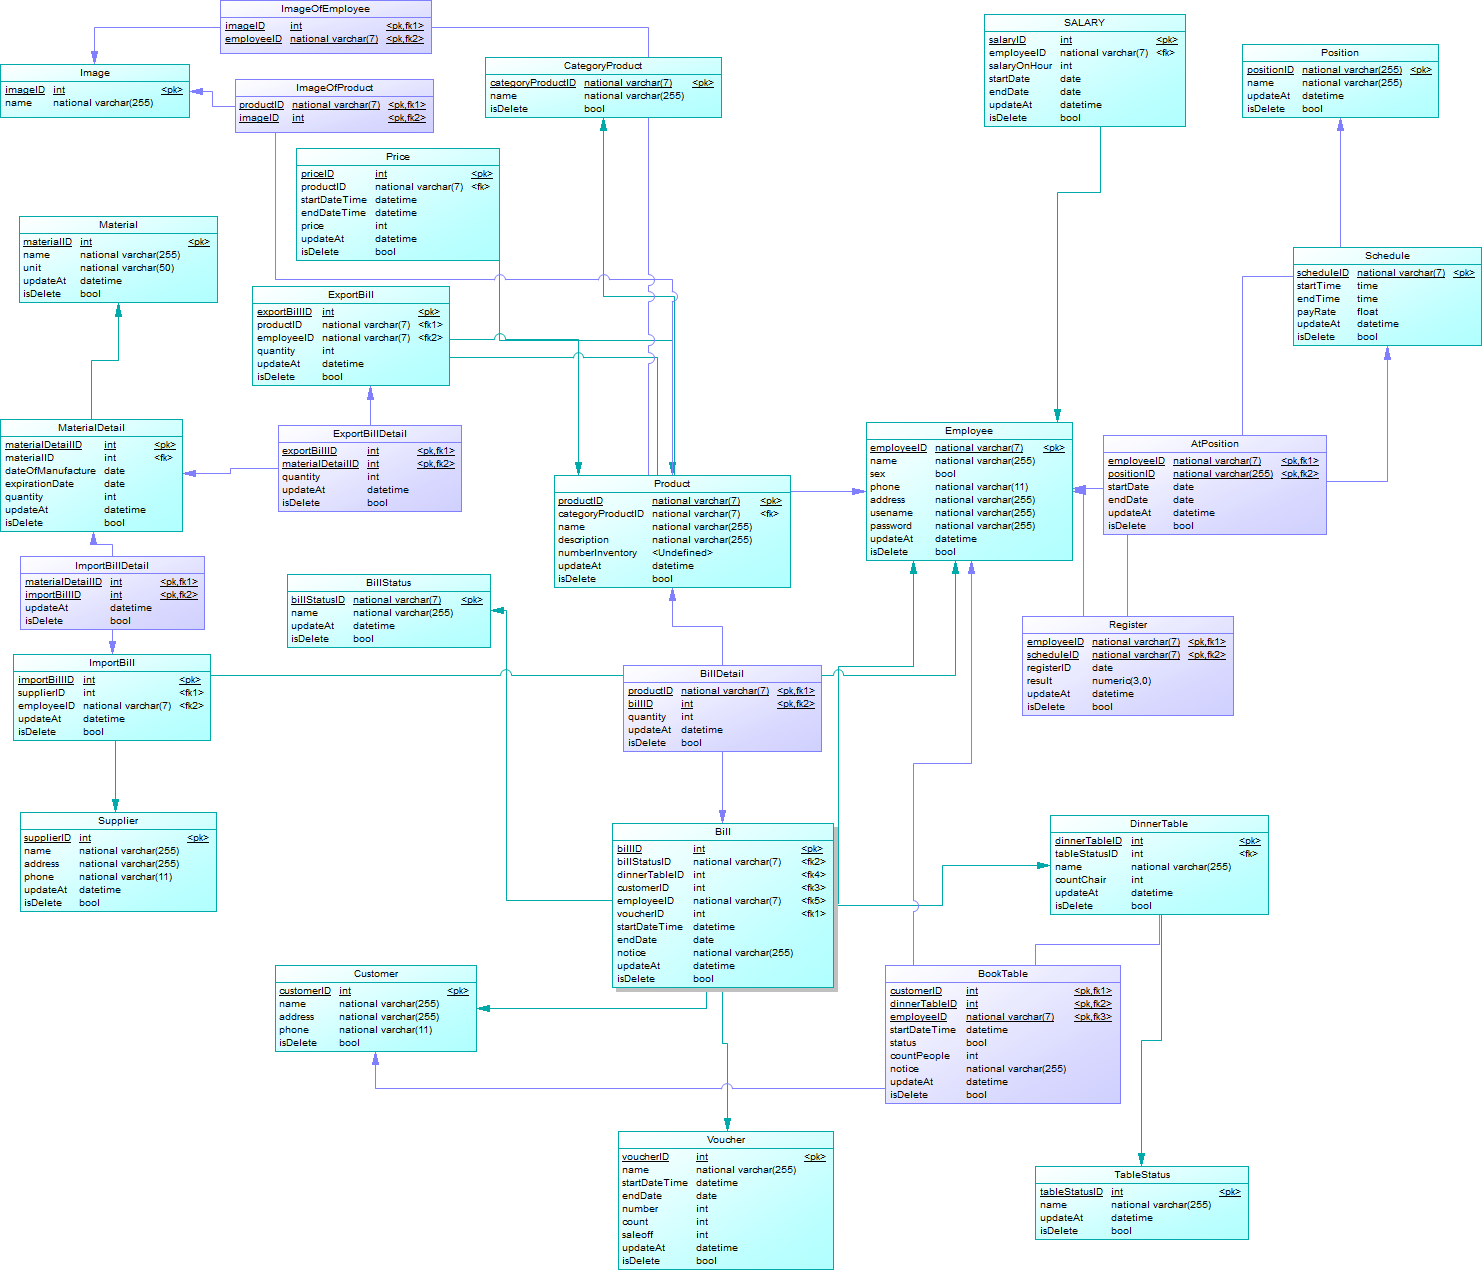 ImageOfEmployee
imageID int <pk,fk1>
employeeID national varchar(7) <pk,fk2>
Image
imageID int <pk>
name national varchar(255)
ImageOfProduct
productID national varchar(7) <pk,fk1>
imageID int <pk,fk2>
CategoryProduct
categoryProductID national varchar(7) <pk>
name national varchar(255)
isDelete bool
SALARY
salaryID int <pk>
employeeID national varchar(7) <fk>
salaryOnHour int
startDate date
endDate date
updateAt datetime
isDelete bool
Position
positionID national varchar(255) <pk>
name national varchar(255)
updateAt datetime
isDelete bool
Price
priceID int <pk>
productID national varchar(7) <fk>
startDateTime datetime
endDateTime datetime
price int
updateAt datetime
isDelete bool
Material
materialID int <pk>
name national varchar(255)
unit national varchar(50)
updateAt datetime
isDelete bool
Schedule
scheduleID national varchar(7) <pk>
startTime time
endTime time
payRate float
updateAt datetime
isDelete bool
ExportBill
exportBillID int <pk>
productID national varchar(7) <fk1>
employeeID national varchar(7) <fk2>
quantity int
updateAt datetime
isDelete bool
MaterialDetail
materialDetailID int <pk>
materialID int <fk>
dateOfManufacture date
expirationDate date
quantity int
updateAt datetime
isDelete bool
ExportBillDetail
exportBillID int <pk,fk1>
materialDetailID int <pk,fk2>
quantity int
updateAt datetime
isDelete bool
Employee
employeeID national varchar(7) <pk>
name national varchar(255)
sex bool
phone national varchar(11)
address national varchar(255)
usename national varchar(255)
password national varchar(255)
updateAt datetime
isDelete bool
AtPosition
employeeID national varchar(7) <pk,fk1>
positionID national varchar(255) <pk,fk2>
startDate date
endDate date
updateAt datetime
isDelete bool
Product
productID national varchar(7) <pk>
categoryProductID national varchar(7) <fk>
name national varchar(255)
description national varchar(255)
numberInventory <Undefined>
updateAt datetime
isDelete bool
ImportBillDetail
materialDetailID int <pk,fk1>
importBillID int <pk,fk2>
updateAt datetime
isDelete bool
BillStatus
billStatusID national varchar(7) <pk>
name national varchar(255)
updateAt datetime
isDelete bool
Register
employeeID national varchar(7) <pk,fk1>
scheduleID national varchar(7) <pk,fk2>
registerID date
result numeric(3,0)
updateAt datetime
isDelete bool
ImportBill
importBillID int <pk>
supplierID int <fk1>
employeeID national varchar(7) <fk2>
updateAt datetime
isDelete bool
BillDetail
productID national varchar(7) <pk,fk1>
billID int <pk,fk2>
quantity int
updateAt datetime
isDelete bool
Supplier
supplierID int <pk>
name national varchar(255)
address national varchar(255)
phone national varchar(11)
updateAt datetime
isDelete bool
Bill
billID int <pk>
billStatusID national varchar(7) <fk2>
dinnerTableID int <fk4>
customerID int <fk3>
employeeID national varchar(7) <fk5>
voucherID int <fk1>
startDateTime datetime
endDate date
notice national varchar(255)
updateAt datetime
isDelete bool
DinnerTable
dinnerTableID int <pk>
tableStatusID int <fk>
name national varchar(255)
countChair int
updateAt datetime
isDelete bool
Customer
customerID int <pk>
name national varchar(255)
address national varchar(255)
phone national varchar(11)
isDelete bool
BookTable
customerID int <pk,fk1>
dinnerTableID int <pk,fk2>
employeeID national varchar(7) <pk,fk3>
startDateTime datetime
status bool
countPeople int
notice national varchar(255)
updateAt datetime
isDelete bool
Voucher
voucherID int <pk>
name national varchar(255)
startDateTime datetime
endDate date
number int
count int
saleoff int
updateAt datetime
isDelete bool
TableStatus
tableStatusID int <pk>
name national varchar(255)
updateAt datetime
isDelete bool